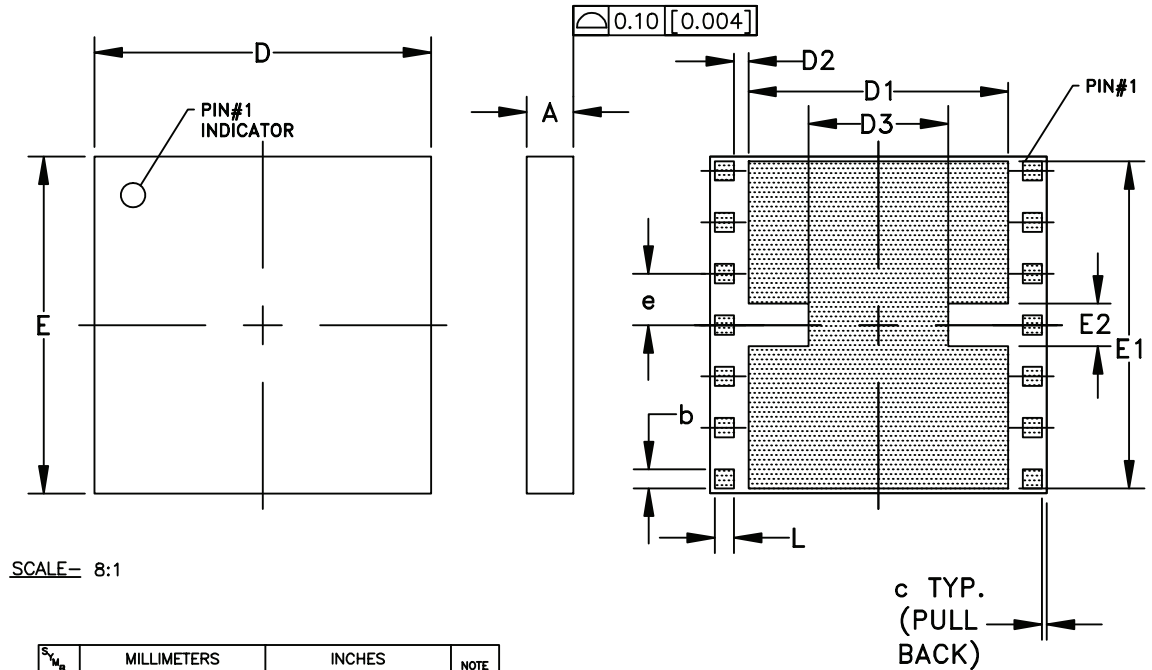 0.10 [0.004]
D
PIN#1
INDICATOR
A
D2
D1
D3
PIN#1
E
e
b
E2
E1
L
SCALE- 8:1
c TYP.
(PULL
BACK)
SYMB MILLIMETERS INCHES NOTE